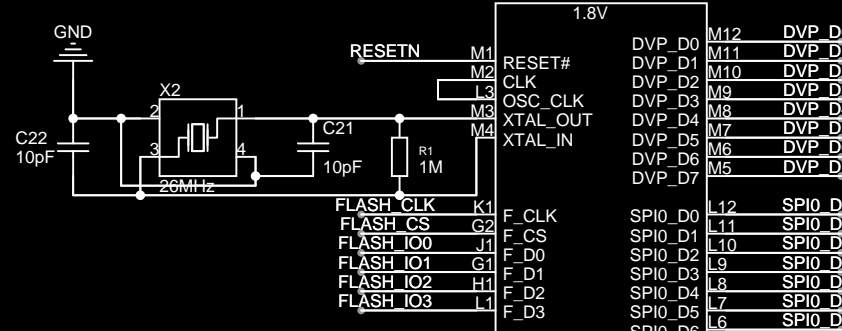 1.8V
GND
RESETN M1 RESET#
M2 CLK
L3 OSC_CLK
M3 XTAL_OUT
M4 XTAL_IN
X2
2 1
3 4
26MHz
C22
10pF
C21
10pF
R1
1M
FLASH_CLK K1 F_CLK
FLASH_CS G2 F_CS
FLASH_IO0 J1 F_D0
FLASH_IO1 G1 F_D1
FLASH_IO2 H1 F_D2
FLASH_IO3 L1 F_D3
DVP_D0 M12 DVP_D
DVP_D1 M11 DVP_D
DVP_D2 M10 DVP_D
DVP_D3 M9 DVP_D
DVP_D4 M8 DVP_D
DVP_D5 M7 DVP_D
DVP_D6 M6 DVP_D
DVP_D7 M5 DVP_D
SPI0_D0 L12 SPI0_D
SPI0_D1 L11 SPI0_D
SPI0_D2 L10 SPI0_D
SPI0_D3 L9 SPI0_D
SPI0_D4 L8 SPI0_D
SPI0_D5 L7 SPI0_D
SPI0_D6 L6 SPI0_D